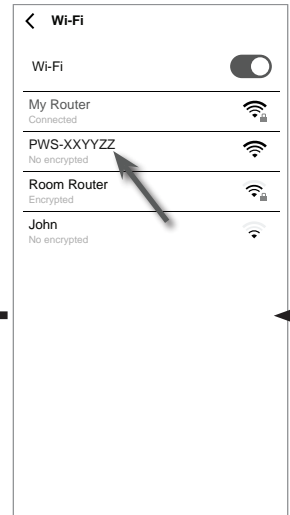 Wi-Fi
Wi-Fi
My Router
Connected
PWS-XXYYZZ
No encrypted
Room Router
Encrypted
John
No encrypted